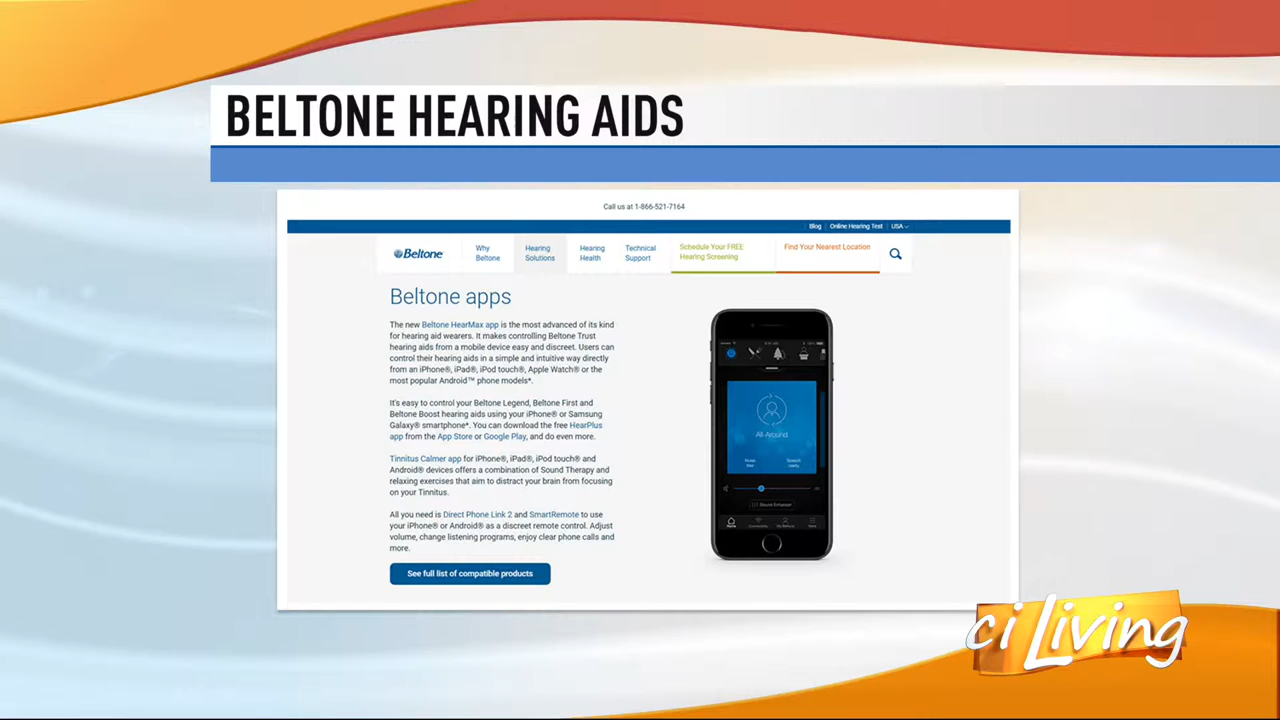 BELTONE HEARING AIDS
Call us at 1-866-521-7164
Blog
Online Hearing Test
USA
Beltone
Why
Beltone
Hearing
Solutions
Hearing
Health
Technical
Support
Schedule Your FREE
Hearing Screening
Find Your Nearest Location
Beltone apps
The new Beltone HearMax app is the most advanced of its kind
for hearing aid wearers. It makes controlling Beltone Trust
hearing aids from a mobile device easy and discreet. Users can
control their hearing aids in a simple and intuitive way directly
from an iPhone®, iPad®, iPod touch®, Apple Watch® or the
most popular Android™ phone models*.
It's easy to control your Beltone Legend, Beltone First and
Beltone Boost hearing aids using your iPhone® or Samsung
Galaxy® smartphone*. You can download the free HearPlus
app from the App Store or Google Play, and do even more.
Tinnitus Calmer app for iPhone®, iPad®, iPod touch® and
Android® devices offers a combination of Sound Therapy and
relaxing exercises that aim to distract your brain from focusing
on your Tinnitus.
All you need is Direct Phone Link 2 and SmartRemote to use
your iPhone® or Android® as a discreet remote control. Adjust
volume, change listening programs, enjoy clear phone calls and
more.
See full list of compatible products
All-Around
Noise
filter
Speech
clarity
Sound Enhancer
Home
ci Living